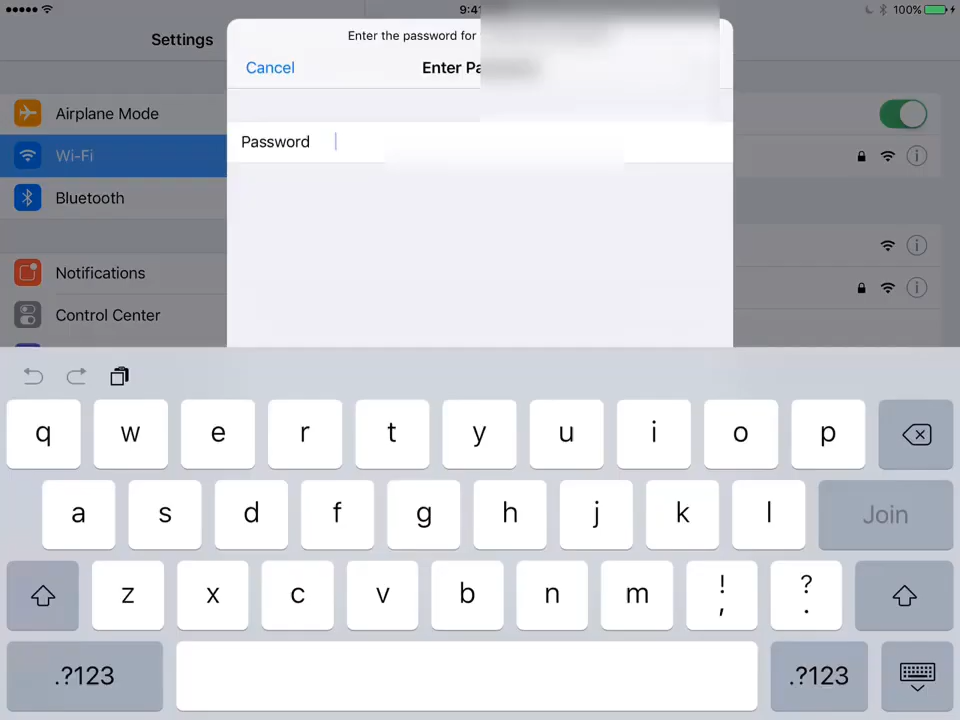 9:41
100%
Settings
Enter the password for
Cancel
Enter
Airplane Mode
Wi-Fi
Password
Bluetooth
Notifications
Control Center
q w e r t y u i o p
a s d f g h j k l Join
z x c v b n m ! , ? .
.?123 .?123